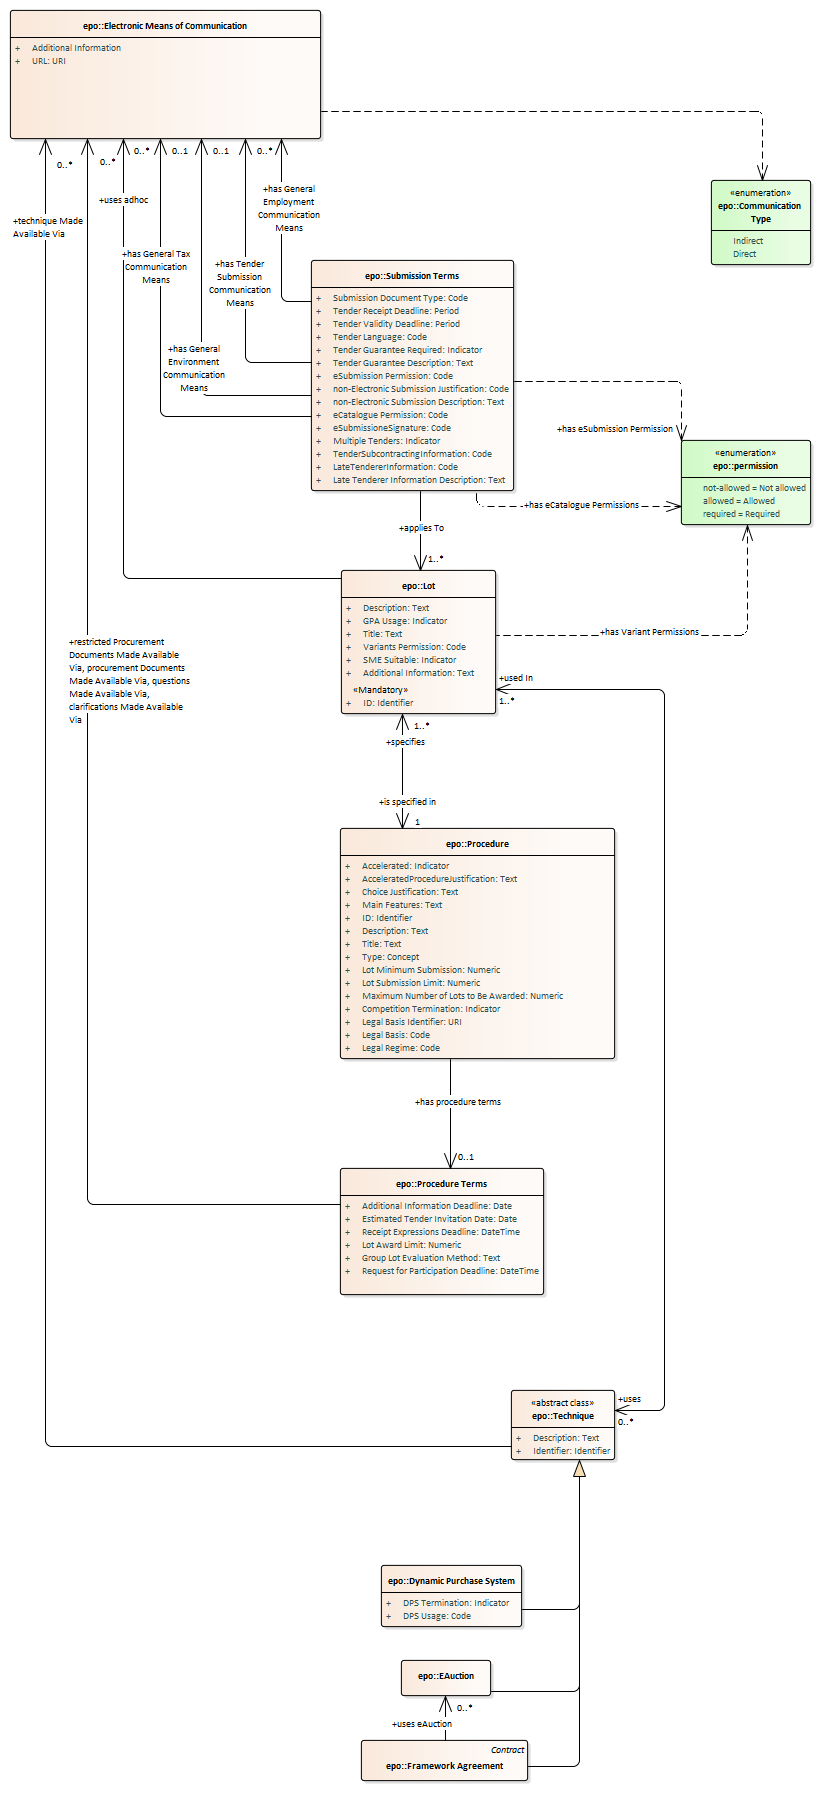 epo::Electronic Means of Communication
+ Additional Information
+ URL: URI
0..*
0..*
0..*
0..1
0..1
0..*
+technique Made
Available Via
+uses adhoc
+has General Tax
Communication
Means
+has General
Environment
Communication
Means
+has Tender
Submission
Communication
Means
+has General
Employment
Communication
Means
«enumeration»
epo::Communication
Type
Indirect
Direct
epo::Submission Terms
+ Submission Document Type: Code
+ Tender Receipt Deadline: Period
+ Tender Validity Deadline: Period
+ Tender Language: Code
+ Tender Guarantee Required: Indicator
+ Tender Guarantee Description: Text
+ eSubmission Permission: Code
+ non-Electronic Submission Justification: Code
+ non-Electronic Submission Description: Text
+ eCatalogue Permission: Code
+ eSubmissioneSignature: Code
+ Multiple Tenders: Indicator
+ TenderSubcontractingInformation: Code
+ LateTendererInformation: Code
+ Late Tenderer Information Description: Text
+has eSubmission Permission
«enumeration»
epo::permission
not-allowed = Not allowed
allowed = Allowed
required = Required
+has eCatalogue Permissions
+applies To
1..*
epo::Lot
+ Description: Text
+ GPA Usage: Indicator
+ Title: Text
+ Variants Permission: Code
+ SME Suitable: Indicator
+ Additional Information: Text
«Mandatory»
+ ID: Identifier
+has Variant Permissions
+used In
1..*
+restricted Procurement
Documents Made Available
Via, procurement Documents
Made Available Via, questions
Made Available Via,
clarifications Made Available
Via
1..*
+specifies
+is specified in
1
epo::Procedure
+ Accelerated: Indicator
+ AcceleratedProcedureJustification: Text
+ Choice Justification: Text
+ Main Features: Text
+ ID: Identifier
+ Description: Text
+ Title: Text
+ Type: Concept
+ Lot Minimum Submission: Numeric
+ Lot Submission Limit: Numeric
+ Maximum Number of Lots to Be Awarded: Numeric
+ Competition Termination: Indicator
+ Legal Basis Identifier: URI
+ Legal Basis: Code
+ Legal Regime: Code
+has procedure terms
0..1
epo::Procedure Terms
+ Additional Information Deadline: Date
+ Estimated Tender Invitation Date: Date
+ Receipt Expressions Deadline: DateTime
+ Lot Award Limit: Numeric
+ Group Lot Evaluation Method: Text
+ Request for Participation Deadline: DateTime
«abstract class»
epo::Technique
+ Description: Text
+ Identifier: Identifier
+uses
0..*
epo::Dynamic Purchase System
+ DPS Termination: Indicator
+ DPS Usage: Code
epo::EAuction
0..*
+uses eAuction
Contract
epo::Framework Agreement